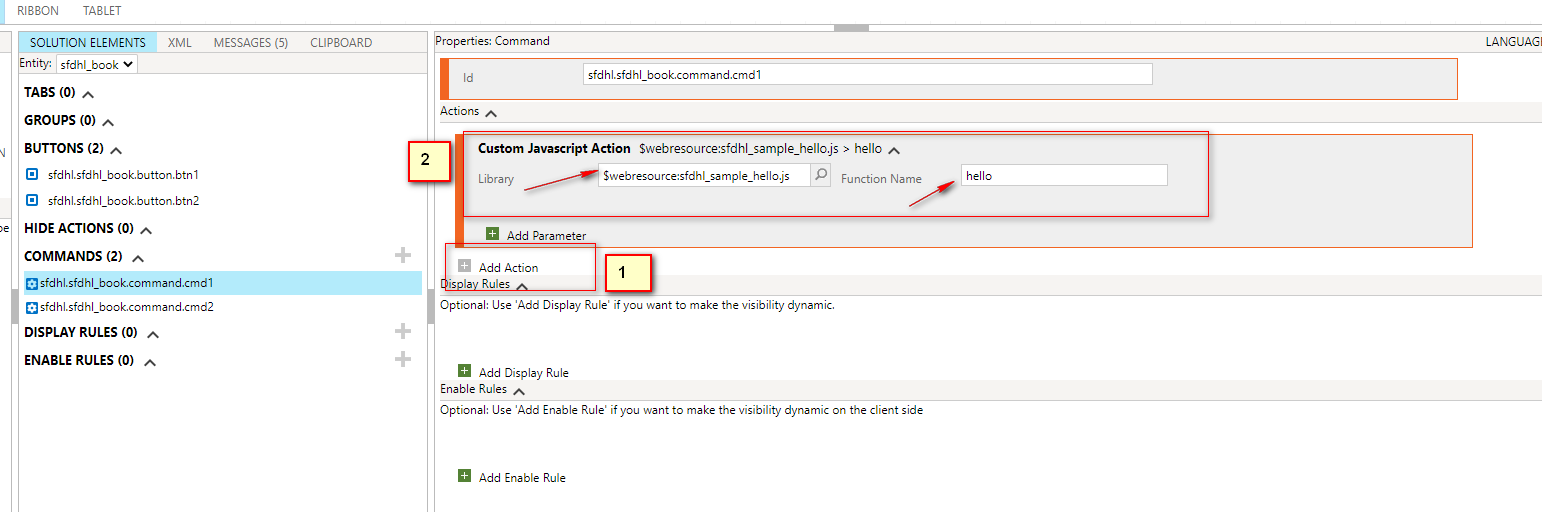 RIBBON TABLET
SOLUTION ELEMENTS XML MESSAGES (5) CLIPBOARD
Entity: sfdhl_book
TABS (0)
GROUPS (0)
BUTTONS (2)
sfdhl.sfdhl_book.button.btn1
sfdhl.sfdhl_book.button.btn2
HIDE ACTIONS (0)
COMMANDS (2)
sfdhl.sfdhl_book.command.cmd1
sfdhl.sfdhl_book.command.cmd2
DISPLAY RULES (0)
ENABLE RULES (0)
Properties: Command LANGUAG
Id sfdhl.sfdhl_book.command.cmd1
Actions
2
Custom Javascript Action $webresource:sfdhl_sample_hello.js > hello
Library $webresource:sfdhl_sample_hello.js Function Name hello
Add Parameter
Add Action
1
Display Rules
Optional: Use 'Add Display Rule' if you want to make the visibility dynamic.
Add Display Rule
Enable Rules
Optional: Use 'Add Enable Rule' if you want to make the visibility dynamic on the client side
Add Enable Rule